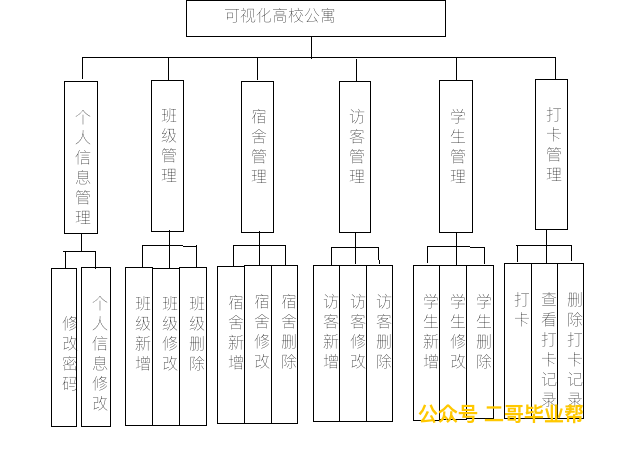 可视化高校公寓
个人信息管理
班级管理
宿舍管理
访客管理
学生管理
打卡管理
修改密码
个人信息修改
班级新增
班级修改
班级删除
宿舍新增
宿舍修改
宿舍删除
访客新增
访客修改
访客删除
学生新增
学生修改
学生删除
打卡
查看打卡记录
删除打卡记录
公众号 二哥毕业帮